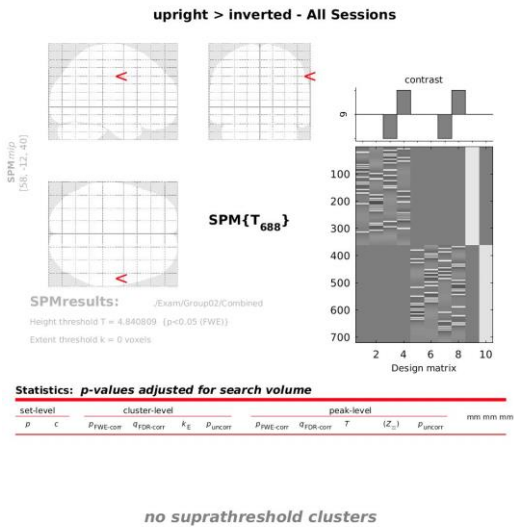 upright > inverted - All Sessions
<
<
SPMmip
[58, -12, 40]
<
SPM{T688}
contrast
9
100
200
300
400
500
600
700
2 4 6 8 10
Design matrix
SPMresults: ./Exam/Group02/Combined
Height threshold T = 4.840809 {p<0.05 (FWE)}
Extent threshold k = 0 voxels
Statistics: p-values adjusted for search volume
set-level cluster-level peak-level mm mm mm
p c pFWE-corr qFDR-corr kE puncorr pFWE-corr qFDR-corr T (Z≡) puncorr
no suprathreshold clusters